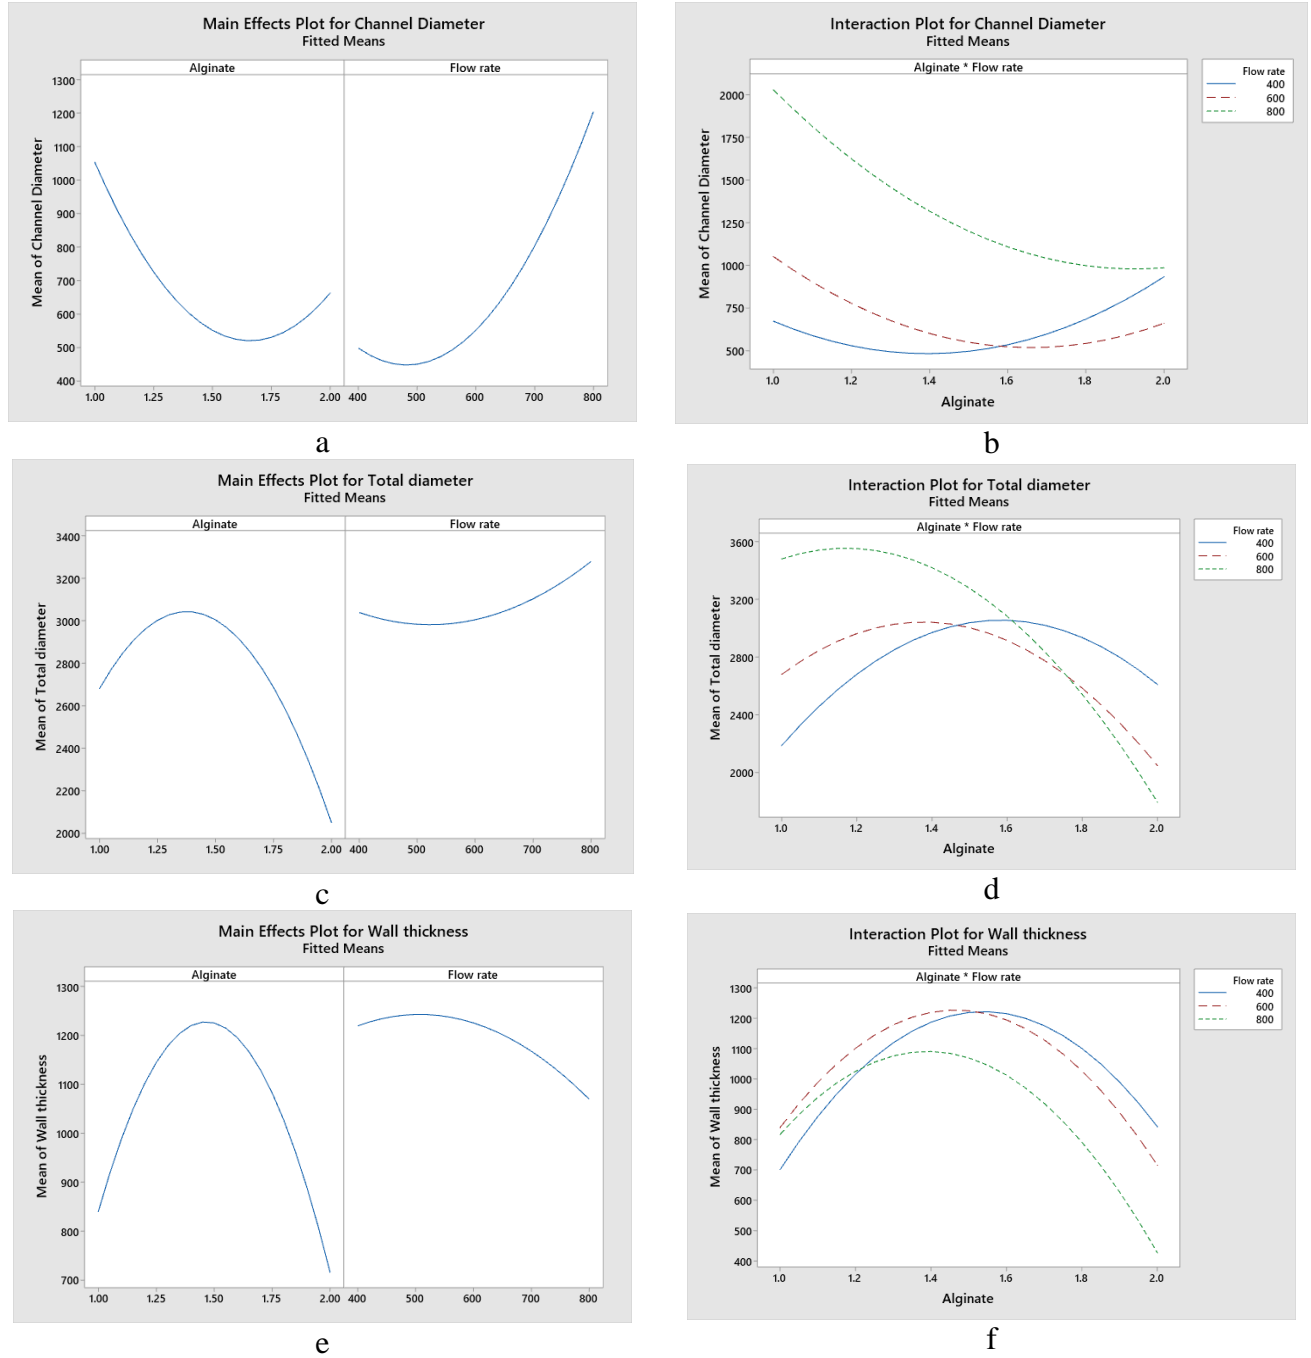 Main Effects Plot for Channel Diameter
Fitted Means
Alginate Flow rate
Mean of Channel Diameter
1300
1200
1100
1000
900
800
700
600
500
400
1.00 1.25 1.50 1.75 2.00 400 500 600 700 800
a
Interaction Plot for Channel Diameter
Fitted Means
Alginate * Flow rate
Mean of Channel Diameter
2000
1750
1500
1250
1000
750
500
1.0 1.2 1.4 1.6 1.8 2.0
Alginate
Flow rate
400
600
800
b
Main Effects Plot for Total diameter
Fitted Means
Alginate Flow rate
Mean of Total diameter
3400
3200
3000
2800
2600
2400
2200
2000
1.00 1.25 1.50 1.75 2.00 400 500 600 700 800
c
Interaction Plot for Total diameter
Fitted Means
Alginate * Flow rate
Mean of Total diameter
3600
3200
2800
2400
2000
1.0 1.2 1.4 1.6 1.8 2.0
Alginate
Flow rate
400
600
800
d
Main Effects Plot for Wall thickness
Fitted Means
Alginate Flow rate
Mean of Wall thickness
1300
1200
1100
1000
900
800
700
1.00 1.25 1.50 1.75 2.00 400 500 600 700 800
e
Interaction Plot for Wall thickness
Fitted Means
Alginate * Flow rate
Mean of Wall thickness
1300
1200
1100
1000
900
800
700
600
500
400
1.0 1.2 1.4 1.6 1.8 2.0
Alginate
Flow rate
400
600
800
f